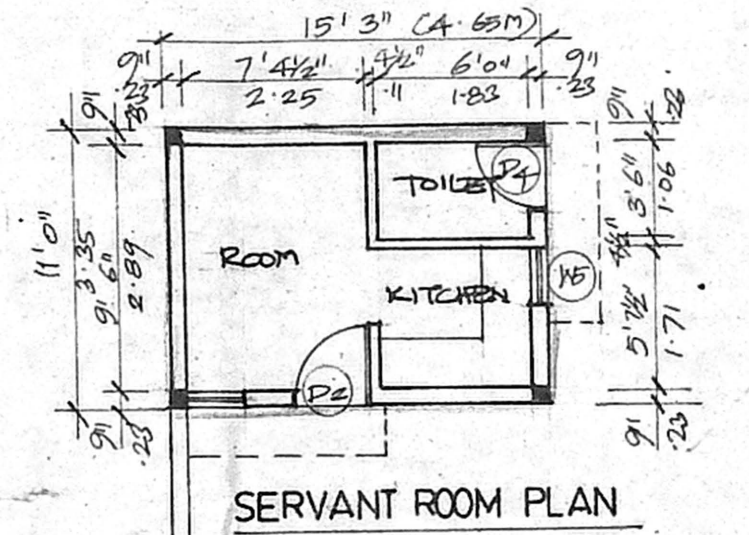 15' 3" (4.65M)
9" 7' 4½" 4½" 6' 0" 9"
.23 2.25 .11 1.83 .23
9"
11' 0"
3.35
9' 6"
2.89
9"
.23
TOILET
D4
ROOM
KITCHEN
W5
D2
9"
3' 6"
1.06
4½"
5' 7½"
1.71
9"
.23
SERVANT ROOM PLAN